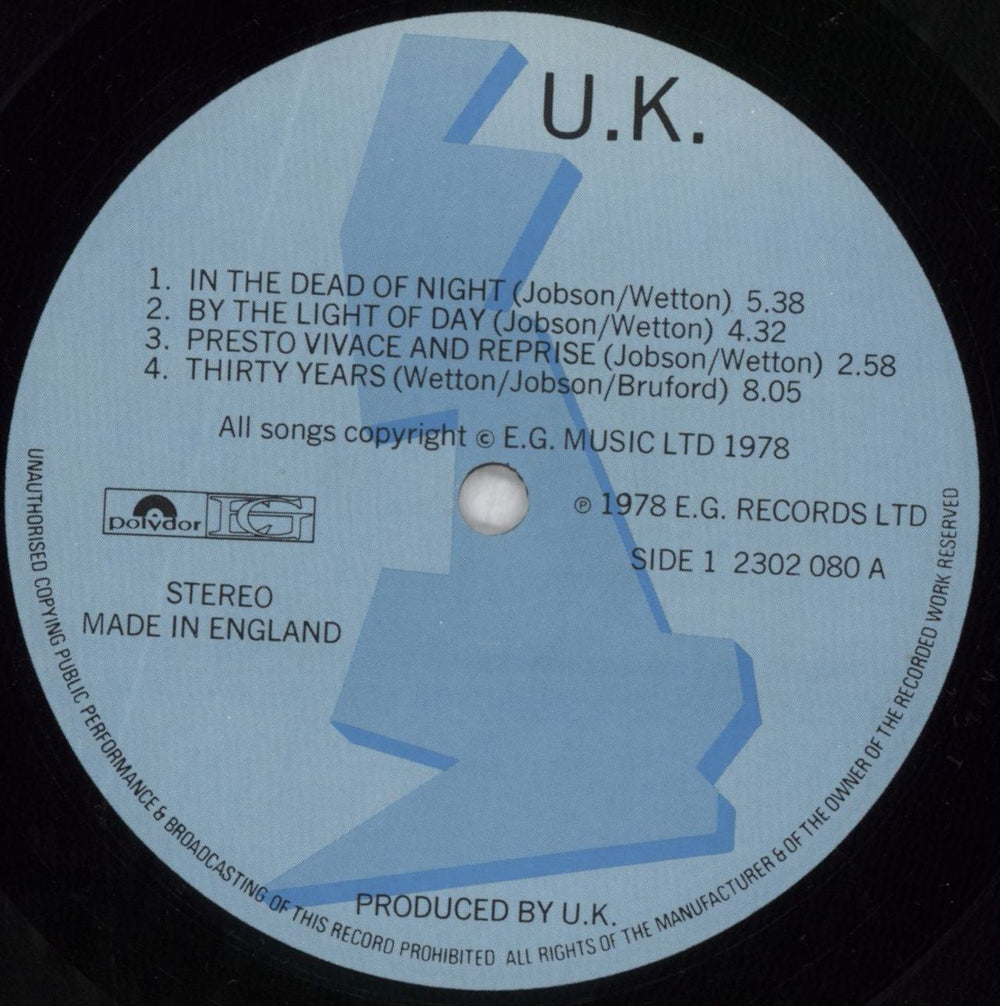 U.K.
1. IN THE DEAD OF NIGHT (Jobson/Wetton) 5.38
2. BY THE LIGHT OF DAY (Jobson/Wetton) 4.32
3. PRESTO VIVACE AND REPRISE (Jobson/Wetton) 2.58
4. THIRTY YEARS (Wetton/Jobson/Bruford) 8.05
All songs copyright © E.G. MUSIC LTD 1978
polydor EG
℗ 1978 E.G. RECORDS LTD
SIDE 1 2302 080 A
STEREO
MADE IN ENGLAND
PRODUCED BY U.K.
UNAUTHORISED COPYING PUBLIC PERFORMANCE & BROADCASTING OF THIS RECORD PROHIBITED ALL RIGHTS OF THE MANUFACTURER & OF THE OWNER OF THE RECORDED WORK RESERVED